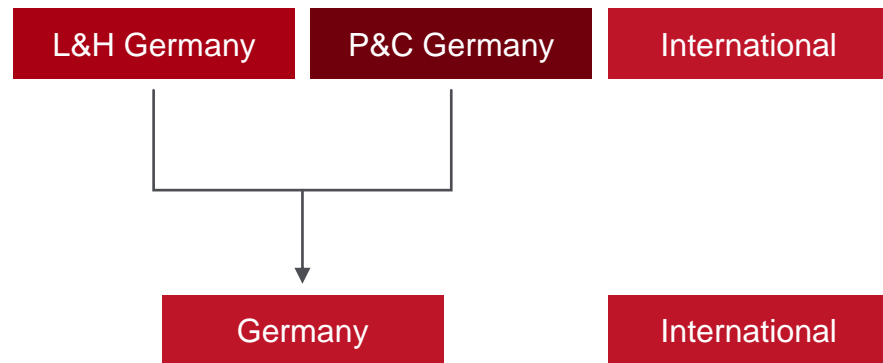 L&H Germany
P&C Germany
International
Germany
International